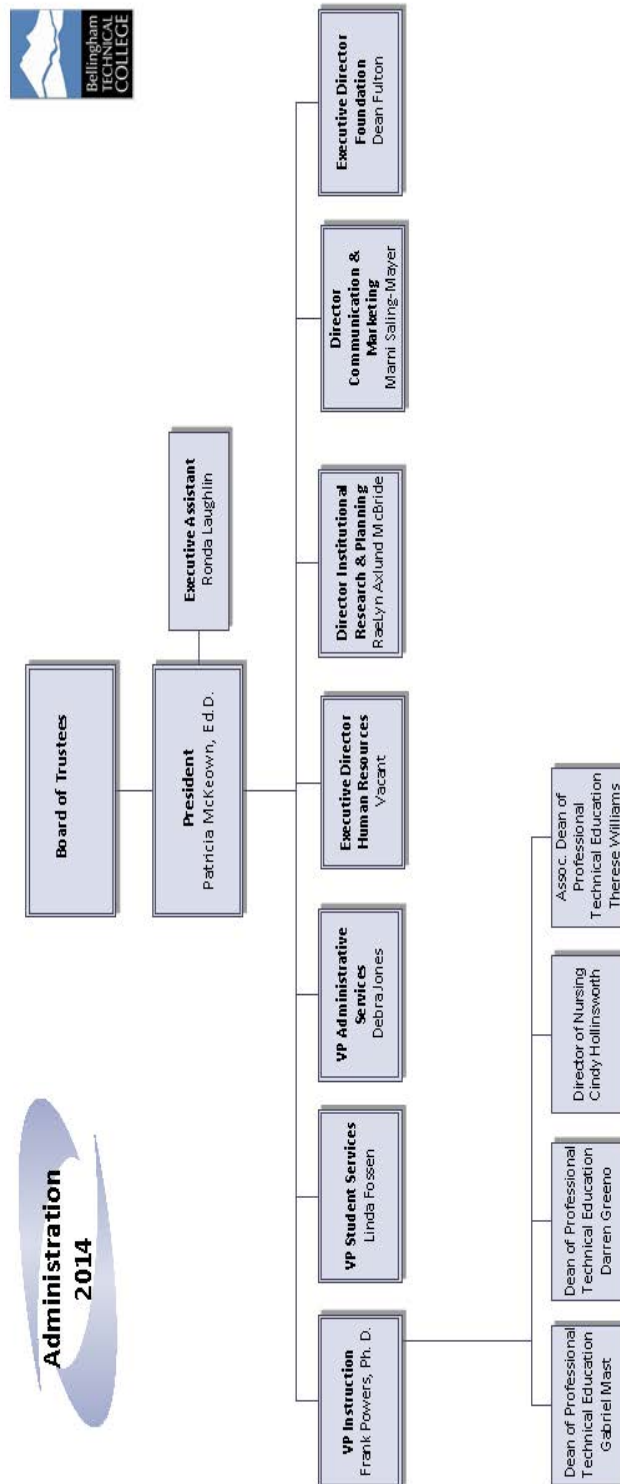 Administration
2014
Bellingham
TECHNICAL
COLLEGE
Board of Trustees
President
Patricia McKeown, Ed.D.
Executive Assistant
Ronda Laughlin
VP Instruction
Frank Powers, Ph. D.
VP Student Services
Linda Fossen
VP Administrative
Services
Debra Jones
Executive Director
Human Resources
Vacant
Director Institutional
Research & Planning
RaeLyn Axlund McBride
Director
Communication &
Marketing
Marni Saling-Mayer
Executive Director
Foundation
Dean Fulton
Dean of Professional
Technical Education
Gabriel Mast
Dean of Professional
Technical Education
Darren Greeno
Director of Nursing
Cindy Hollinsworth
Assoc. Dean of
Professional
Technical Education
Therese Williams